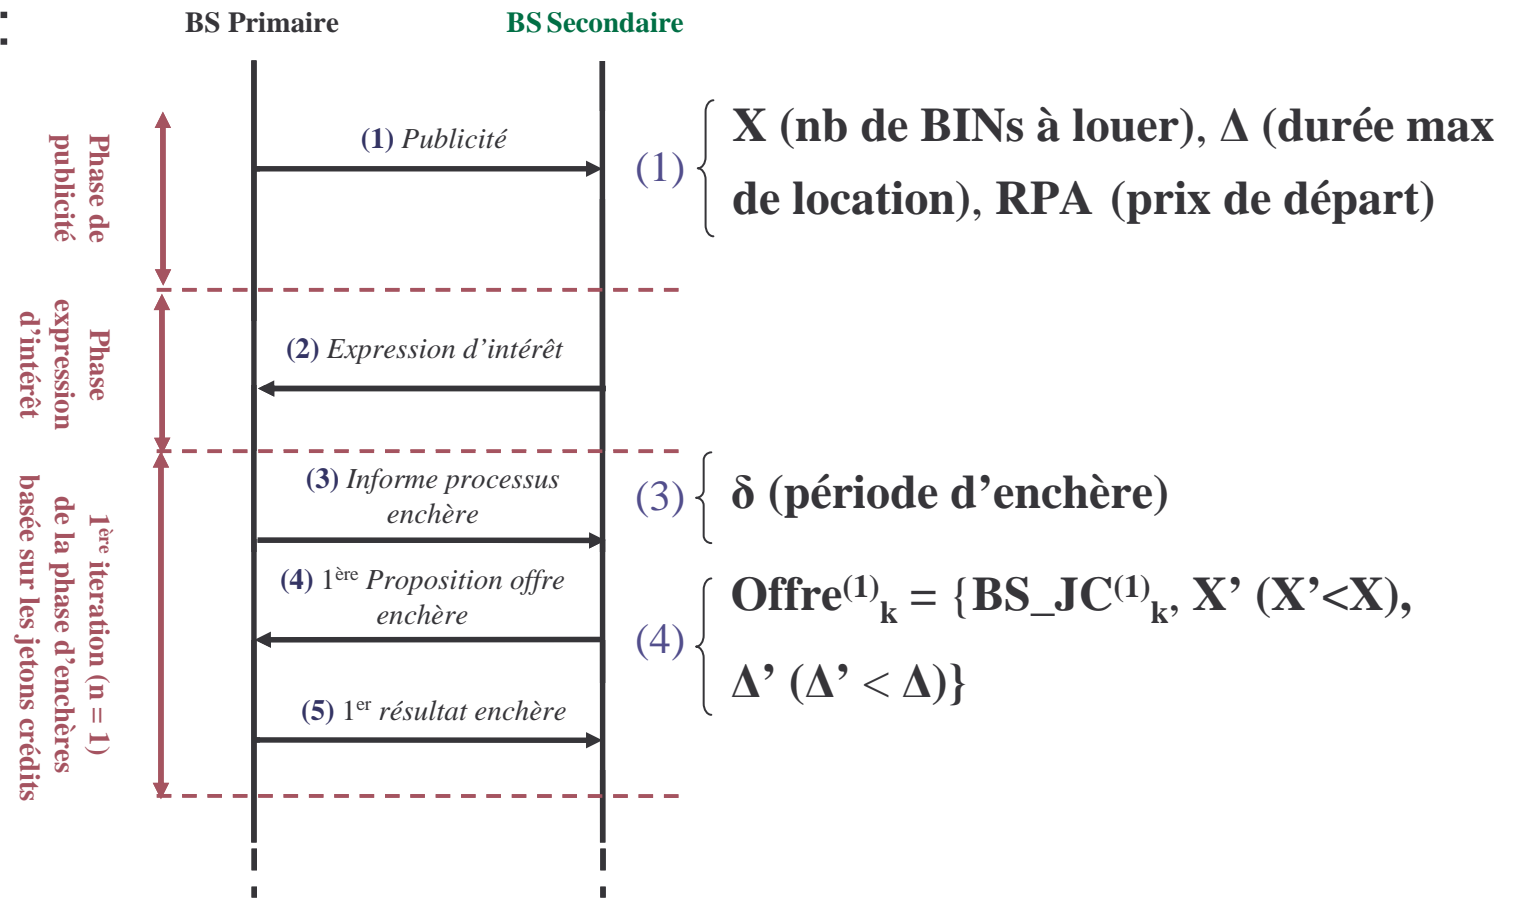 :
BS Primaire
BS Secondaire
Phase de
publicité
(1) Publicité
(1)
X (nb de BINs à louer), Δ (durée max
de location), RPA (prix de départ)
Phase
expression
d’intérêt
(2) Expression d’intérêt
1ère iteration (n = 1)
de la phase d’enchères
basée sur les jetons crédits
(3) Informe processus
enchère
(3)
δ (période d’enchère)
(4) 1ère Proposition offre
enchère
(4)
Offre(1)k = {BS_JC(1)k, X’ (X’<X),
Δ’ (Δ’ < Δ)}
(5) 1er résultat enchère